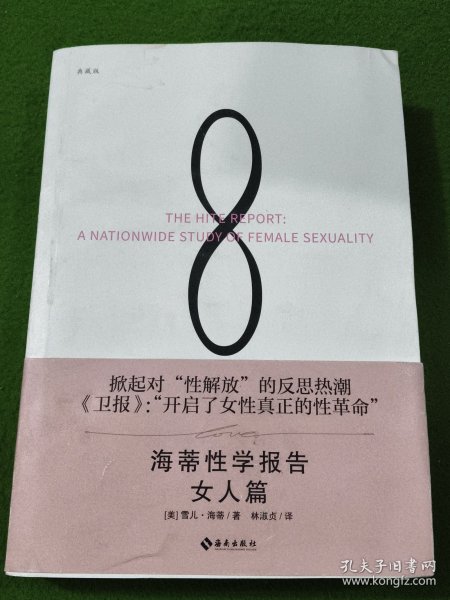 典藏版
THE HITE REPORT:
A NATIONWIDE STUDY OF FEMALE SEXUALITY
掀起对“性解放”的反思热潮
《卫报》:“开启了女性真正的性革命”
Love
海蒂性学报告
女人篇
[美] 雪儿·海蒂 / 著 林淑贞 / 译
海南出版社
孔夫子旧书网
www.kongfz.com